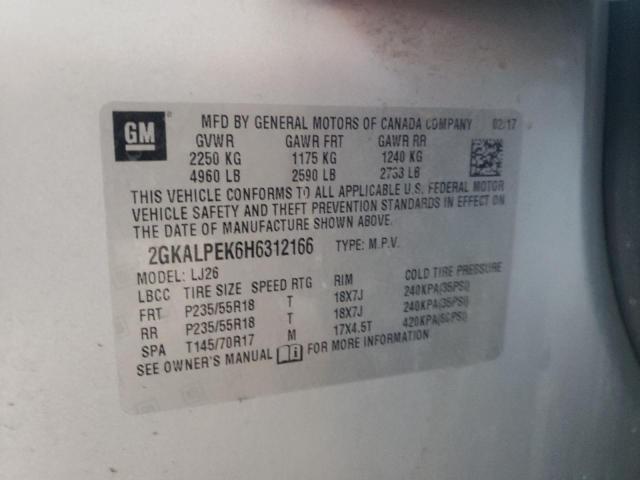 GM
MFD BY GENERAL MOTORS OF CANADA COMPANY 02/17
GVWR GAWR FRT GAWR RR
2250 KG 1175 KG 1240 KG
4960 LB 2590 LB 2733 LB
THIS VEHICLE CONFORMS TO ALL APPLICABLE U.S. FEDERAL MOTOR
VEHICLE SAFETY AND THEFT PREVENTION STANDARDS IN EFFECT ON
THE DATE OF MANUFACTURE SHOWN ABOVE.
2GKALPEK6H6312166 TYPE: M.P.V.
MODEL: LJ26
LBCC TIRE SIZE SPEED RTG RIM COLD TIRE PRESSURE
FRT P235/55R18 T 18X7J 240KPA(35PSI)
RR P235/55R18 T 18X7J 240KPA(35PSI)
SPA T145/70R17 M 17X4.5T 420KPA(60PSI)
SEE OWNER'S MANUAL FOR MORE INFORMATION